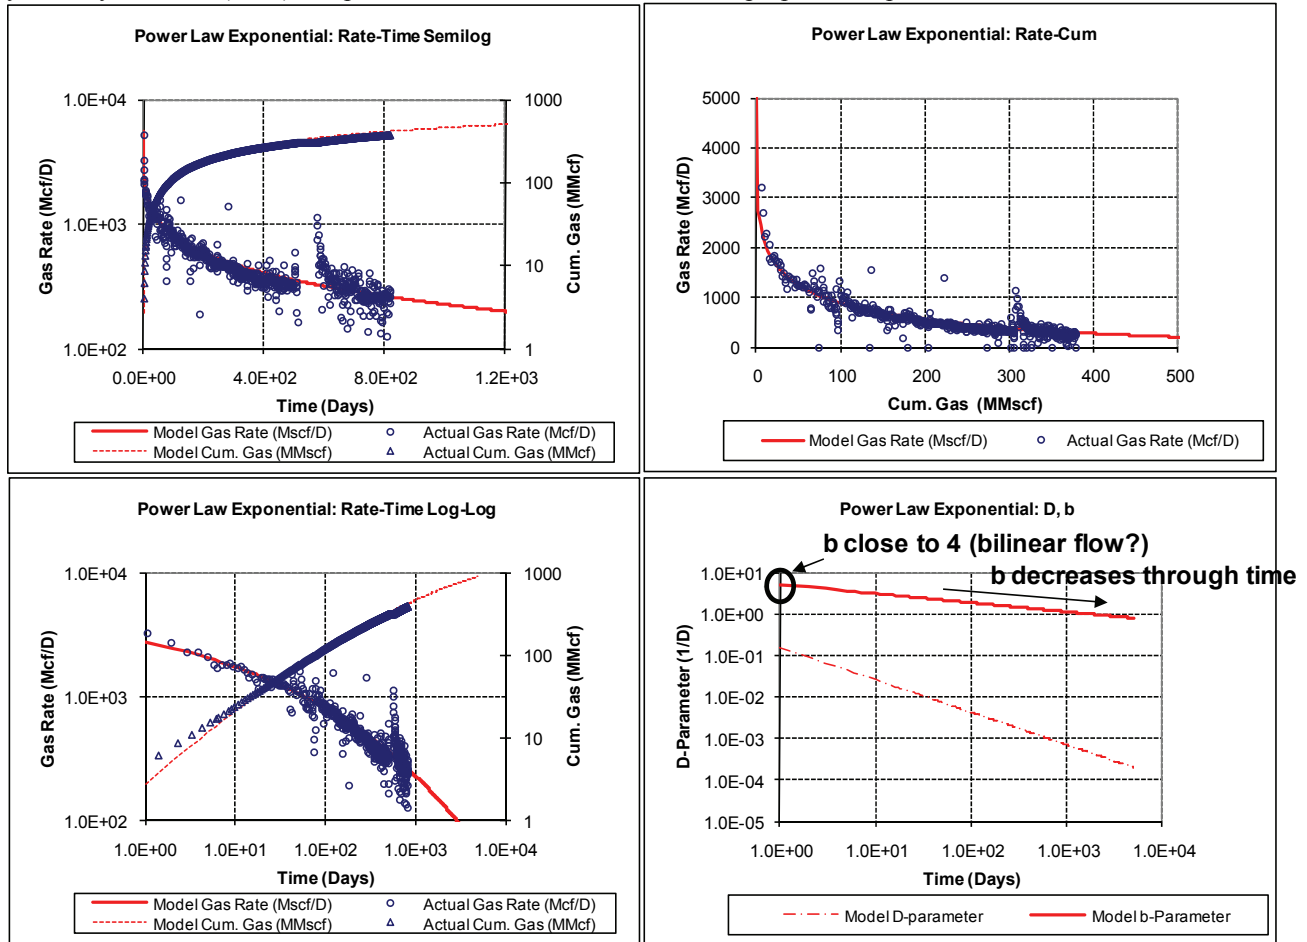 Power Law Exponential: Rate-Time Semilog
1.0E+04
1.0E+03
1.0E+02
Gas Rate (Mcf/D)
1000
100
10
1
Cum. Gas (MMcf)
0.0E+00 4.0E+02 8.0E+02 1.2E+03
Time (Days)
Model Gas Rate (Mscf/D) Actual Gas Rate (Mcf/D)
Model Cum. Gas (MMscf) Actual Cum. Gas (MMcf)
Power Law Exponential: Rate-Cum
5000
4000
3000
2000
1000
0
Gas Rate (Mcf/D)
0 100 200 300 400 500
Cum. Gas (MMscf)
Model Gas Rate (Mscf/D) Actual Gas Rate (Mcf/D)
Power Law Exponential: Rate-Time Log-Log
1.0E+04
1.0E+03
1.0E+02
Gas Rate (Mcf/D)
1000
100
10
1
Cum. Gas (MMcf)
1.0E+00 1.0E+01 1.0E+02 1.0E+03 1.0E+04
Time (Days)
Model Gas Rate (Mscf/D) Actual Gas Rate (Mcf/D)
Model Cum. Gas (MMscf) Actual Cum. Gas (MMcf)
Power Law Exponential: D, b
b close to 4 (bilinear flow?)
b decreases through time
1.0E+01
1.0E+00
1.0E-01
1.0E-02
1.0E-03
1.0E-04
1.0E-05
D-Parameter (1/D)
1.0E+00 1.0E+01 1.0E+02 1.0E+03 1.0E+04
Time (Days)
Model D-parameter Model b-Parameter